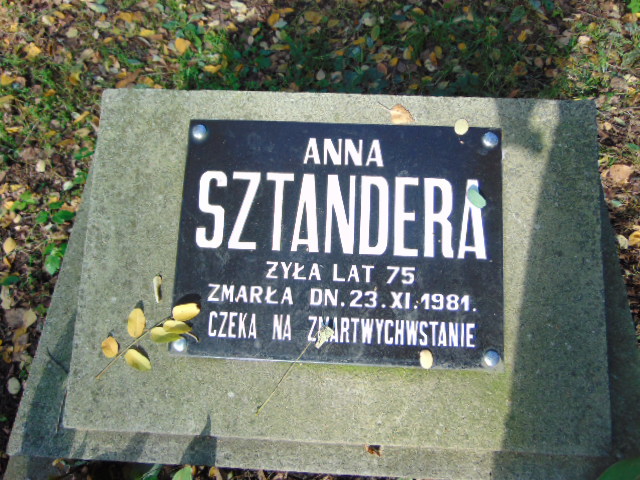 ANNA
SZTANDERA
ŻYŁA LAT 75
ZMARŁA DN. 23. XI. 1981.
CZEKA NA ZMARTWYCHWSTANIE